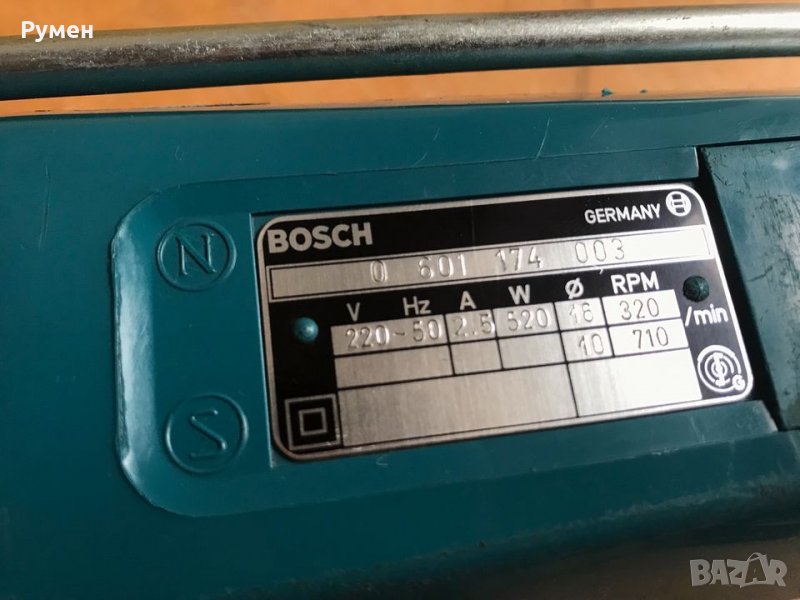 Румен
BOSCH
GERMANY
0 601 174 003
V Hz A W Ø RPM
220~50 2.5 520 16 320 /min
10 710
N
S
G
BAZAR